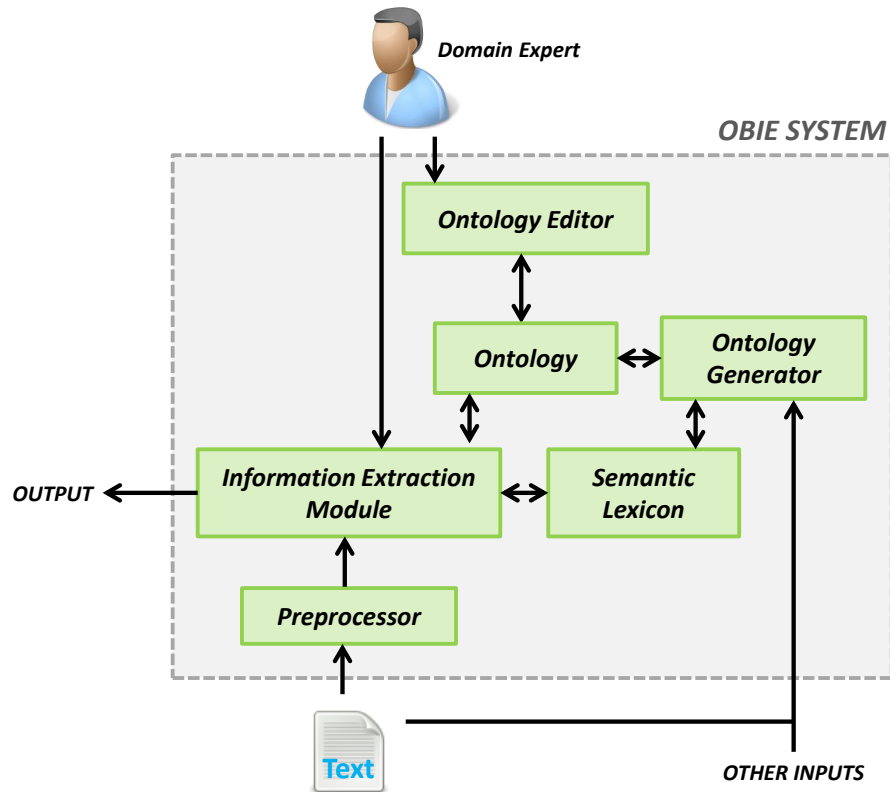 Domain Expert
OBIE SYSTEM
Ontology Editor
Ontology
Ontology
Generator
Information Extraction
Module
Semantic
Lexicon
OUTPUT
Preprocessor
Text
OTHER INPUTS